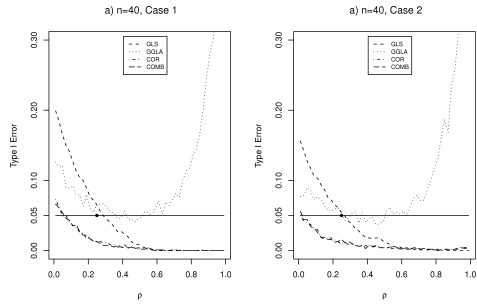 a) n=40, Case 1
Type I Error
0.30
0.20
0.10
0.05
0.00
GLS
GGLA
COR
COMB
0.0 0.2 0.4 0.6 0.8 1.0
ρ
a) n=40, Case 2
Type I Error
0.30
0.20
0.10
0.05
0.00
GLS
GGLA
COR
COMB
0.0 0.2 0.4 0.6 0.8 1.0
ρ